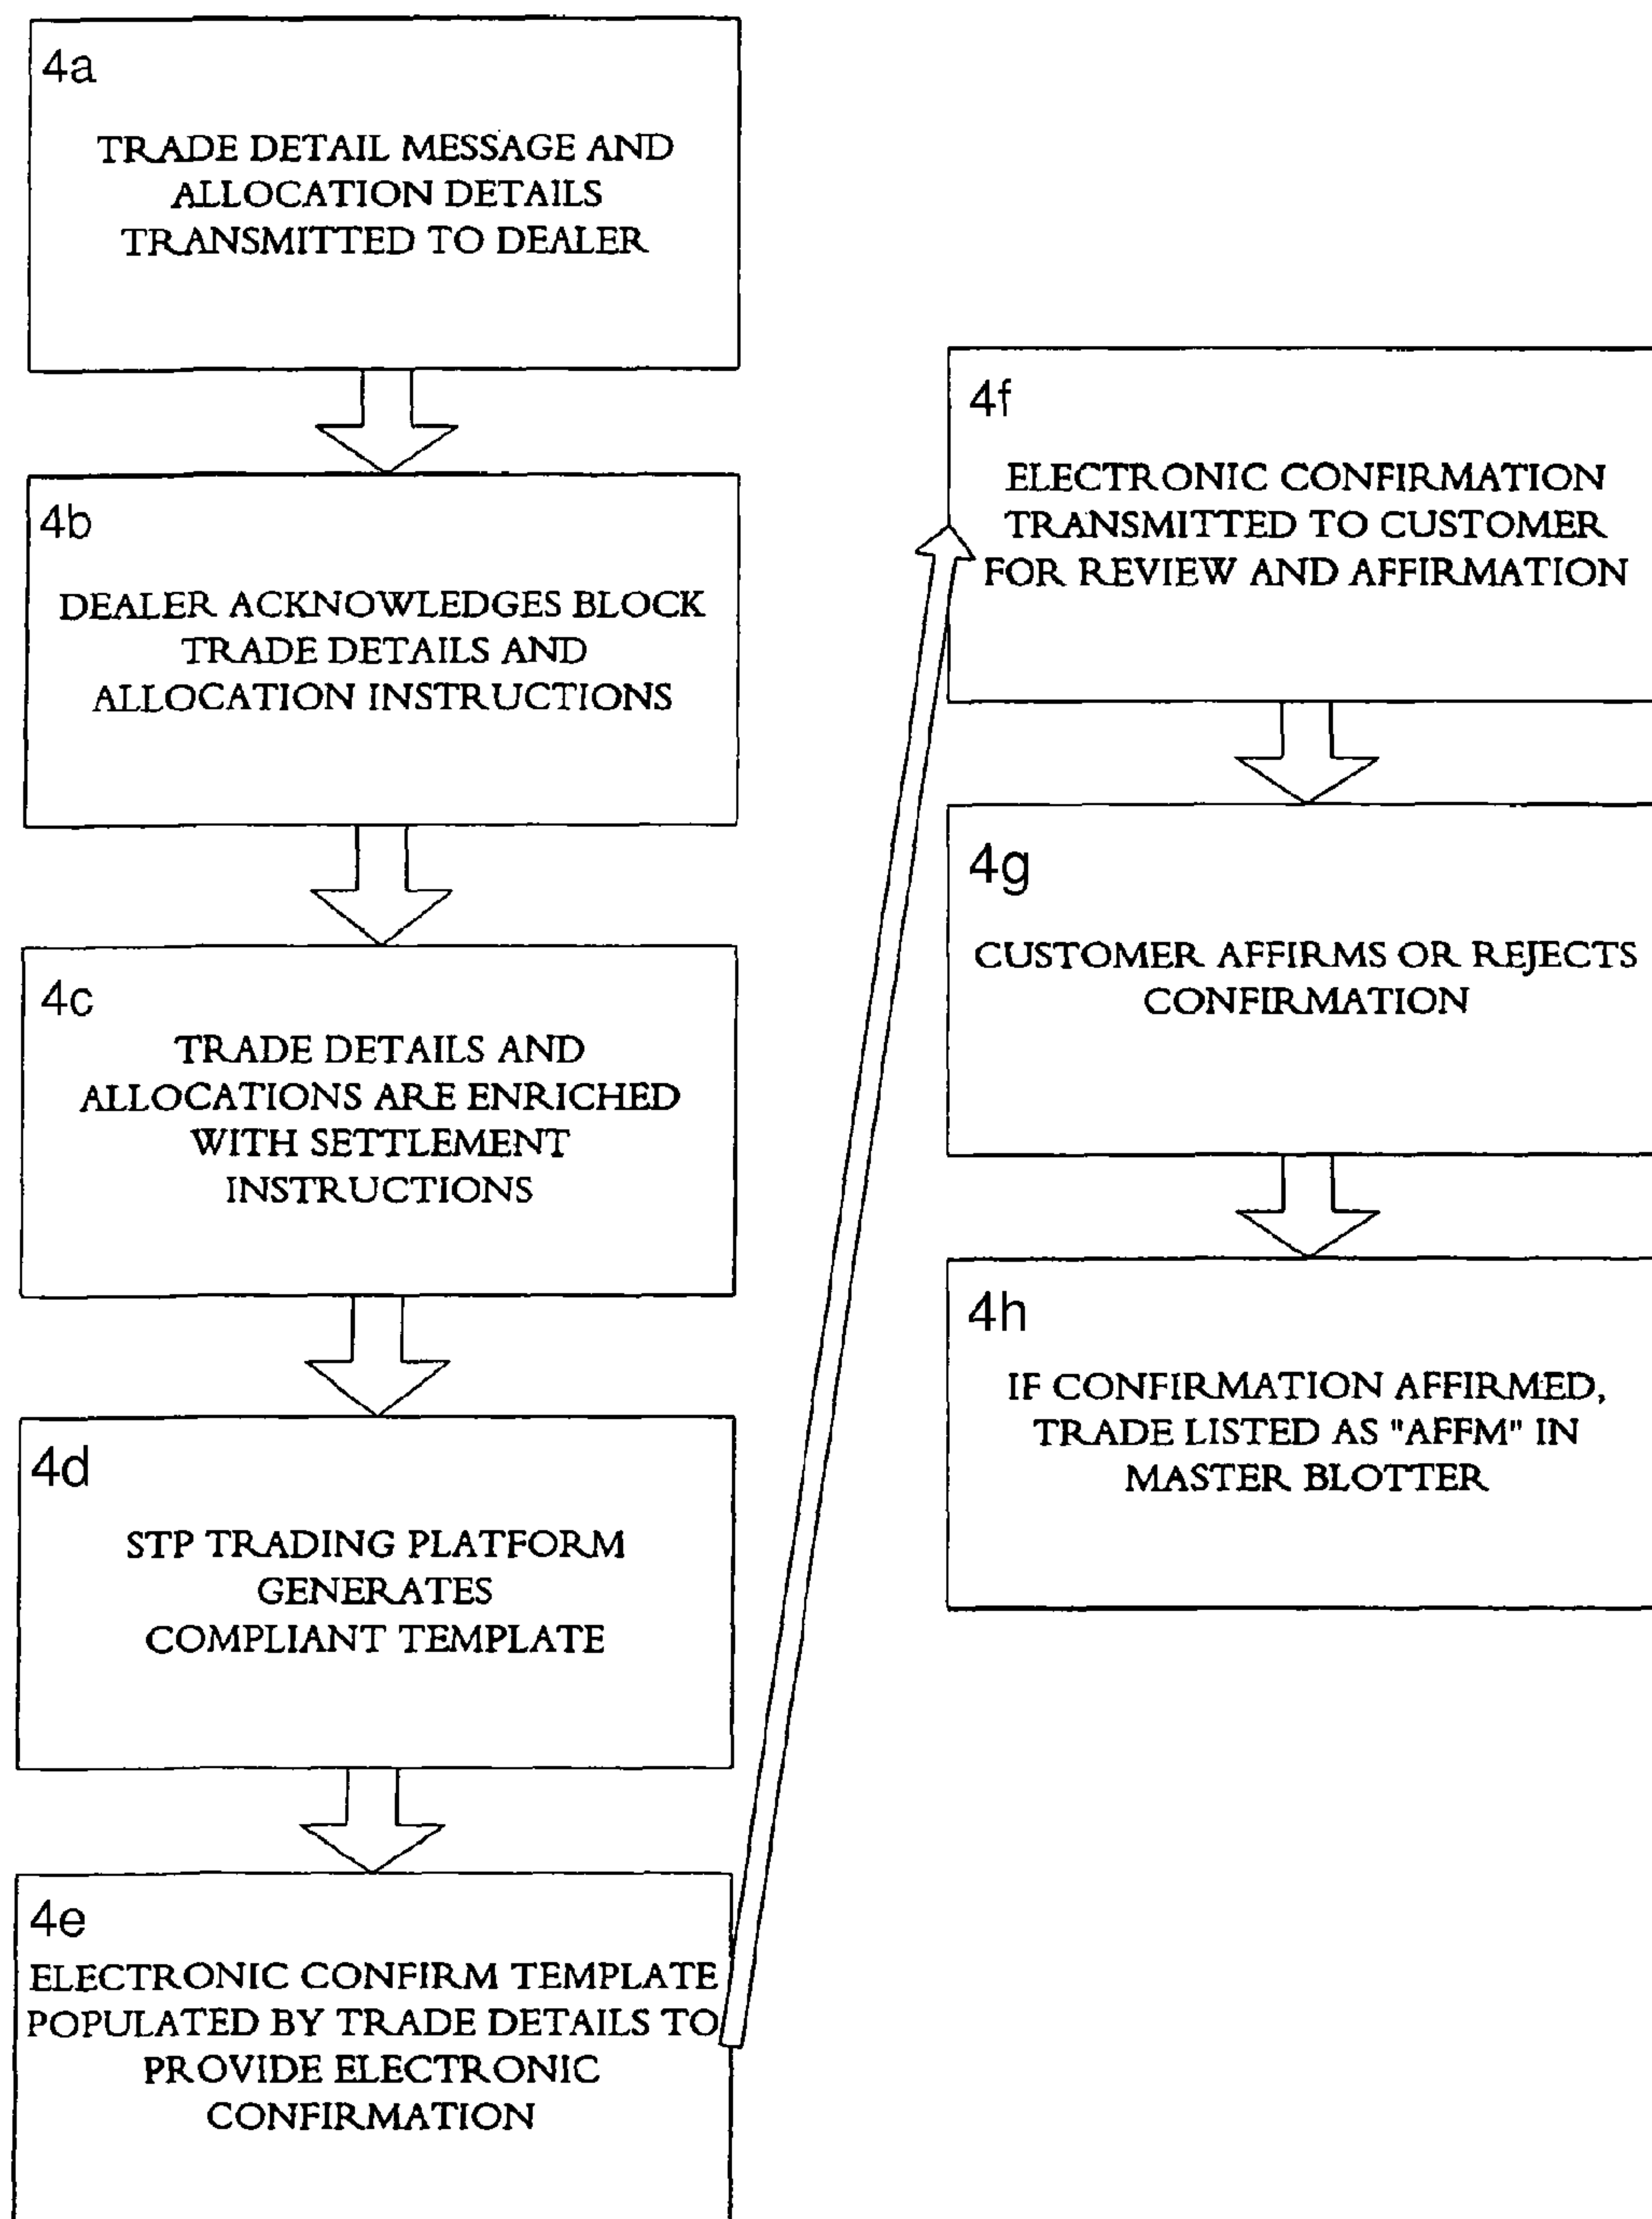 4a
TRADE DETAIL MESSAGE AND
ALLOCATION DETAILS
TRANSMITTED TO DEALER
4b
DEALER ACKNOWLEDGES BLOCK
TRADE DETAILS AND
ALLOCATION INSTRUCTIONS
4c
TRADE DETAILS AND
ALLOCATIONS ARE ENRICHED
WITH SETTLEMENT
INSTRUCTIONS
4d
STP TRADING PLATFORM
GENERATES
COMPLIANT TEMPLATE
4e
ELECTRONIC CONFIRM TEMPLATE
POPULATED BY TRADE DETAILS TO
PROVIDE ELECTRONIC
CONFIRMATION
4f
ELECTRONIC CONFIRMATION
TRANSMITTED TO CUSTOMER
FOR REVIEW AND AFFIRMATION
4g
CUSTOMER AFFIRMS OR REJECTS
CONFIRMATION
4h
IF CONFIRMATION AFFIRMED,
TRADE LISTED AS "AFFM" IN
MASTER BLOTTER